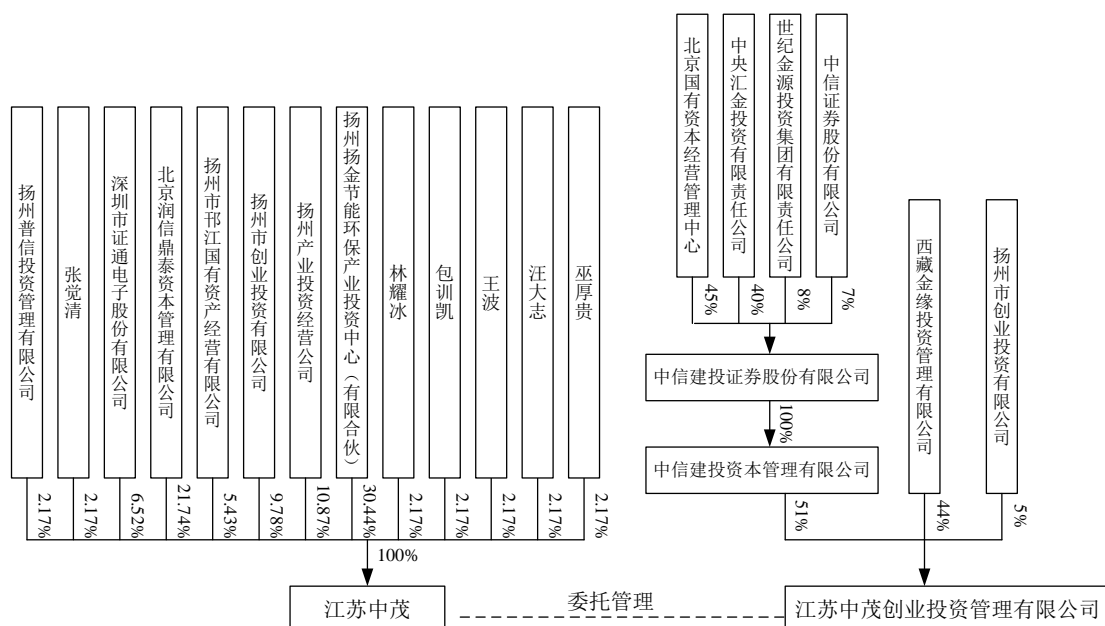 北京国有资本经营管理中心
中央汇金投资有限责任公司
世纪金源投资集团有限责任公司
中信证券股份有限公司
扬州普信投资管理有限公司
张觉清
深圳市证通电子股份有限公司
北京润信鼎泰资本管理有限公司
扬州市邗江国有资产经营有限公司
扬州市创业投资有限公司
扬州产业投资经营公司
扬州扬金节能环保产业投资中心（有限合伙）
林耀冰
包训凯
王波
汪大志
巫厚贵
西藏金缘投资管理有限公司
扬州市创业投资有限公司
45%
40%
8%
7%
中信建投证券股份有限公司
100%
中信建投资本管理有限公司
2.17%
2.17%
6.52%
21.74%
5.43%
9.78%
10.87%
30.44%
2.17%
2.17%
2.17%
2.17%
2.17%
51%
44%
5%
100%
江苏中茂
委托管理
江苏中茂创业投资管理有限公司